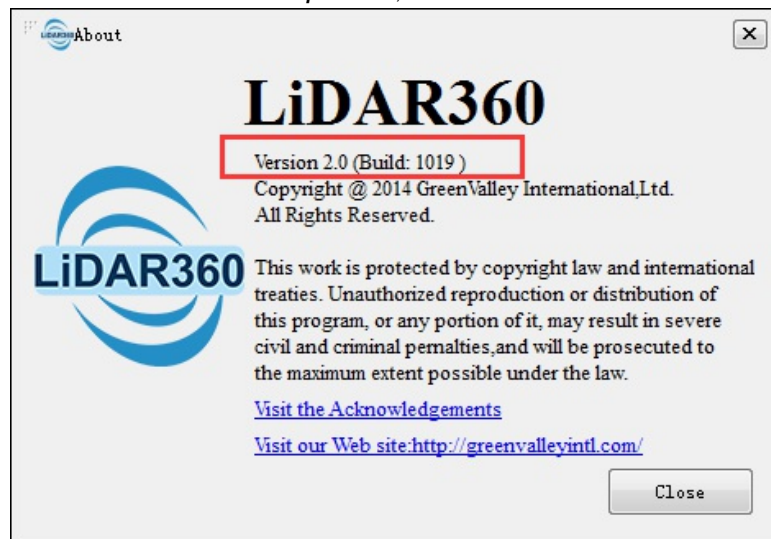 About
LiDAR360
Version 2.0 (Build: 1019 )
Copyright @ 2014 GreenValley International,Ltd.
All Rights Reserved.
LiDAR360
This work is protected by copyright law and international
treaties. Unauthorized reproduction or distribution of
this program, or any portion of it, may result in severe
civil and criminal pernalties,and will be prosecuted to
the maximum extent possible under the law.
Visit the Acknowledgements
Visit our Web site:http://greenvalleyintl.com/
Close